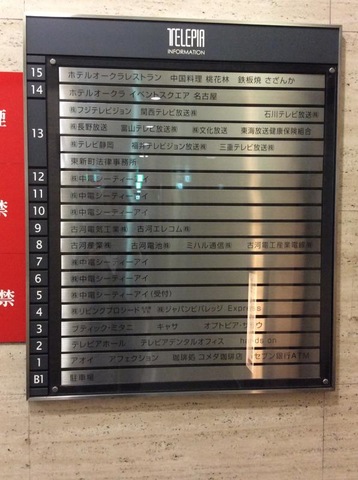 TELEPIA
INFORMATION
15 ホテルオークラレストラン 中国料理 桃花林 鉄板焼 さざんか
14 ホテルオークラ イベントスクエア 名古屋
㈱フジテレビジョン 関西テレビ放送㈱ 石川テレビ放送㈱
13 ㈱長野放送 富山テレビ放送㈱ ㈱文化放送 東海放送健康保険組合
㈱テレビ静岡 福井テレビジョン放送㈱ 三重テレビ放送㈱
東新町法律事務所
12 ㈱中電シーティーアイ
11 ㈱中電シーティーアイ
10 ㈱中電シーティーアイ
9 古河電気工業㈱ 古河エレコム㈱
8 古河産業㈱ 古河電池㈱ ミハル通信㈱ 古河電工産業電線㈱
7 ㈱中電シーティーアイ
6 ㈱中電シーティーアイ
5 ㈱中電シーティーアイ(受付)
4 ㈱リビングプロシード ㈱ジャパンビバレッジ Express
3 ブティック・ミタニ キャサ オプトピア・サトウ
2 テレピアホール テレピアデンタルオフィス hands on
1 アオイ アフェクション 珈琲処 コメダ珈琲店 セブン銀行ATM
B1 駐車場
禁
禁